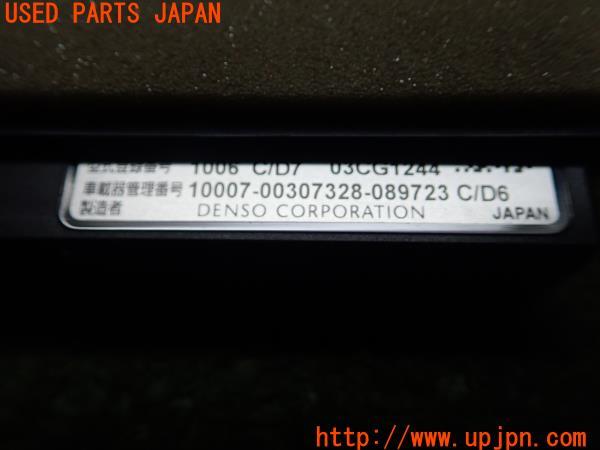 USED PARTS JAPAN
型式登録番号 1006 C/D7 03CG1244
車載器管理番号 10007-00307328-089723 C/D6
製造者 DENSO CORPORATION JAPAN
http://www.upjpn.com/